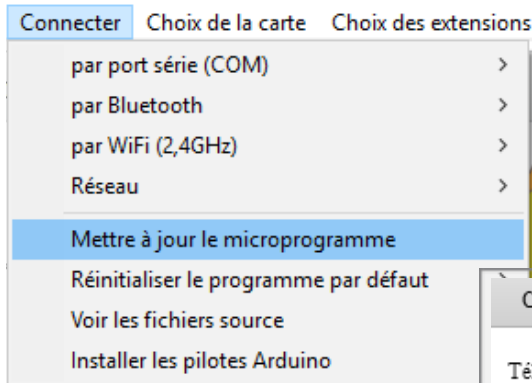 Connecter Choix de la carte Choix des extensions
par port série (COM)
par Bluetooth
par WiFi (2,4GHz)
Réseau
Mettre à jour le microprogramme
Réinitialiser le programme par défaut
Voir les fichiers source
Installer les pilotes Arduino